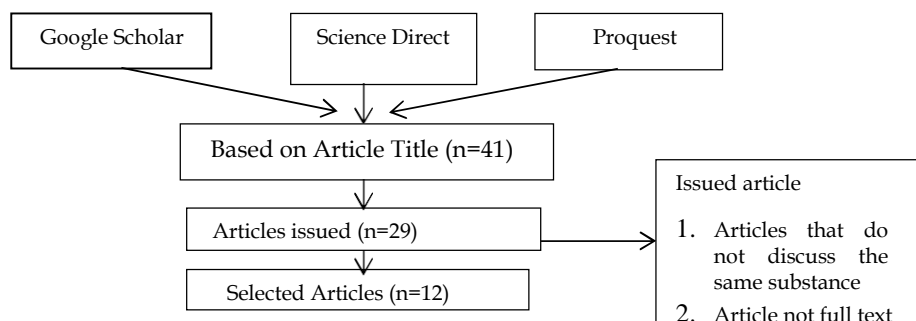 Google Scholar
Science Direct
Proquest
Based on Article Title (n=41)
Articles issued (n=29)
Selected Articles (n=12)
Issued article
1. Articles that do
not discuss the
same substance
2. Article not full text